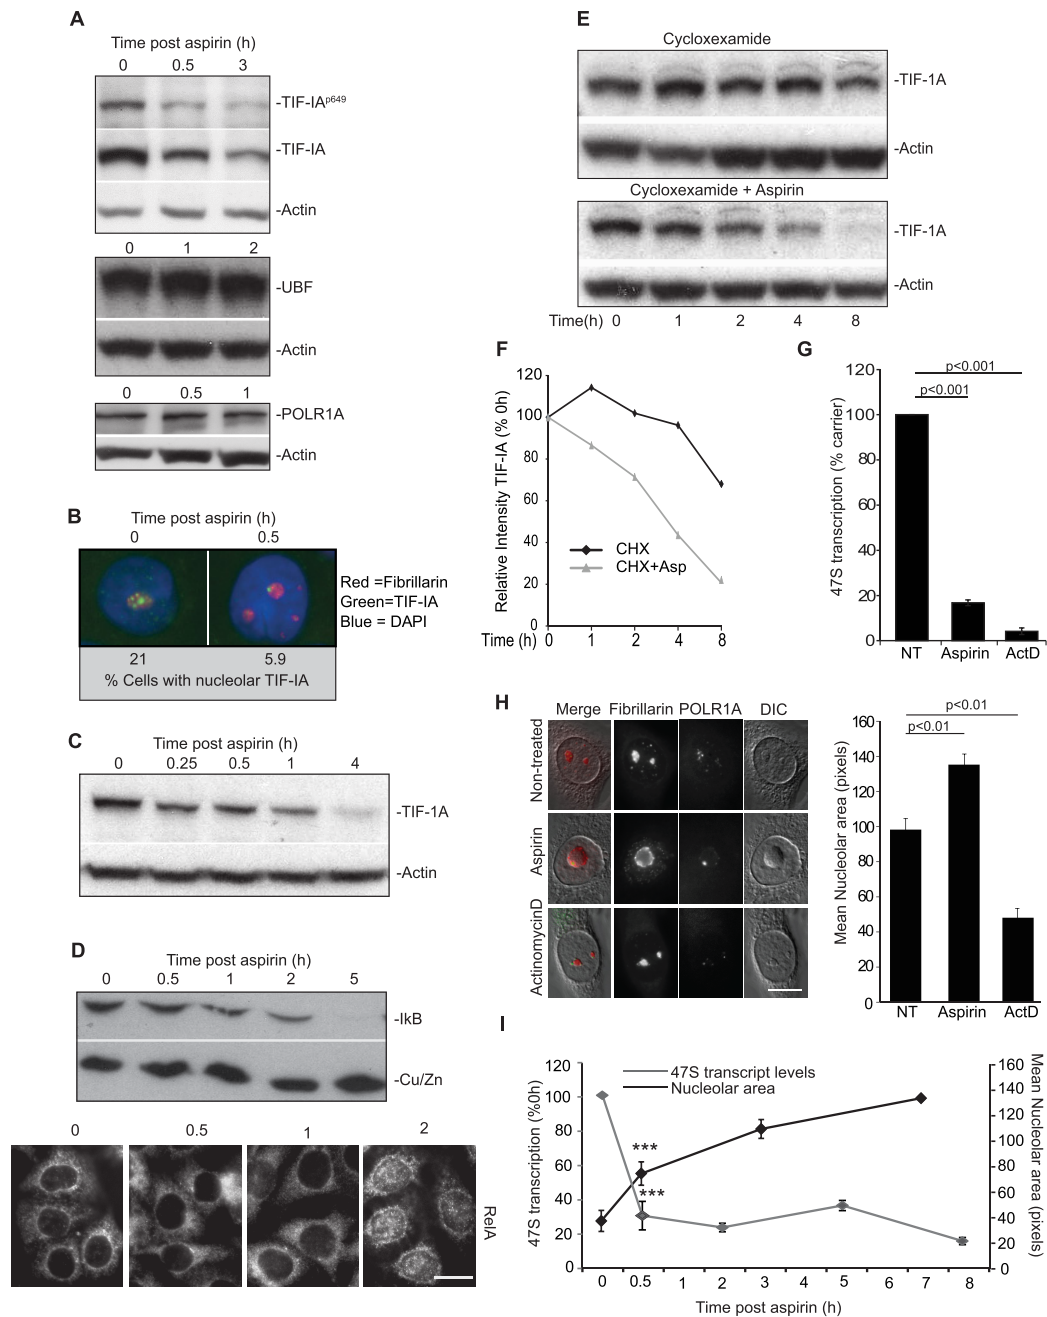 A
Time post aspirin (h)
0 0.5 3
-TIF-IAp649
-TIF-IA
-Actin
0 1 2
-UBF
-Actin
0 0.5 1
-POLR1A
-Actin
B
Time post aspirin (h)
0 0.5
Red =Fibrillarin
Green=TIF-IA
Blue = DAPI
21 5.9
% Cells with nucleolar TIF-IA
C
Time post aspirin (h)
0 0.25 0.5 1 4
-TIF-1A
-Actin
D
Time post aspirin (h)
0 0.5 1 2 5
-IkB
-Cu/Zn
0 0.5 1 2
RelA
E
Cycloxexamide
-TIF-1A
-Actin
Cycloxexamide + Aspirin
-TIF-1A
-Actin
Time(h) 0 1 2 4 8
F
Relative Intensity TIF-IA (% 0h)
120
100
80
60
40
20
0
CHX
CHX+Asp
0 1 2 4 8
Time (h)
G
47S transcription (% carrier)
120
100
80
60
40
20
0
p<0.001
p<0.001
NT Aspirin ActD
H
Merge Fibrillarin POLR1A DIC
Non-treated
Aspirin
ActinomycinD
Mean Nucleolar area (pixels)
160
140
120
100
80
60
40
20
0
p<0.01
p<0.01
NT Aspirin ActD
I
47S transcription (%0h)
120
100
80
60
40
20
0
47S transcript levels
Nucleolar area
***
***
160
140
120
100
80
60
40
20
0
Mean Nucleolar area (pixels)
0 0.5 1 2 3 4 5 6 7 8
Time post aspirin (h)